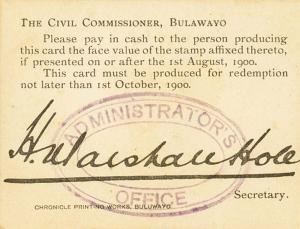 THE CIVIL COMMISSIONER, BULAWAYO
Please pay in cash to the person producing
this card the face value of the stamp affixed thereto,
if presented on or after the 1st August, 1900.
This card must be produced for redemption
not later than 1st October, 1900.
ADMINISTRATOR'S
H. Marshall Hole
OFFICE
Secretary.
CHRONICLE PRINTING WORKS, BULUWAYO.